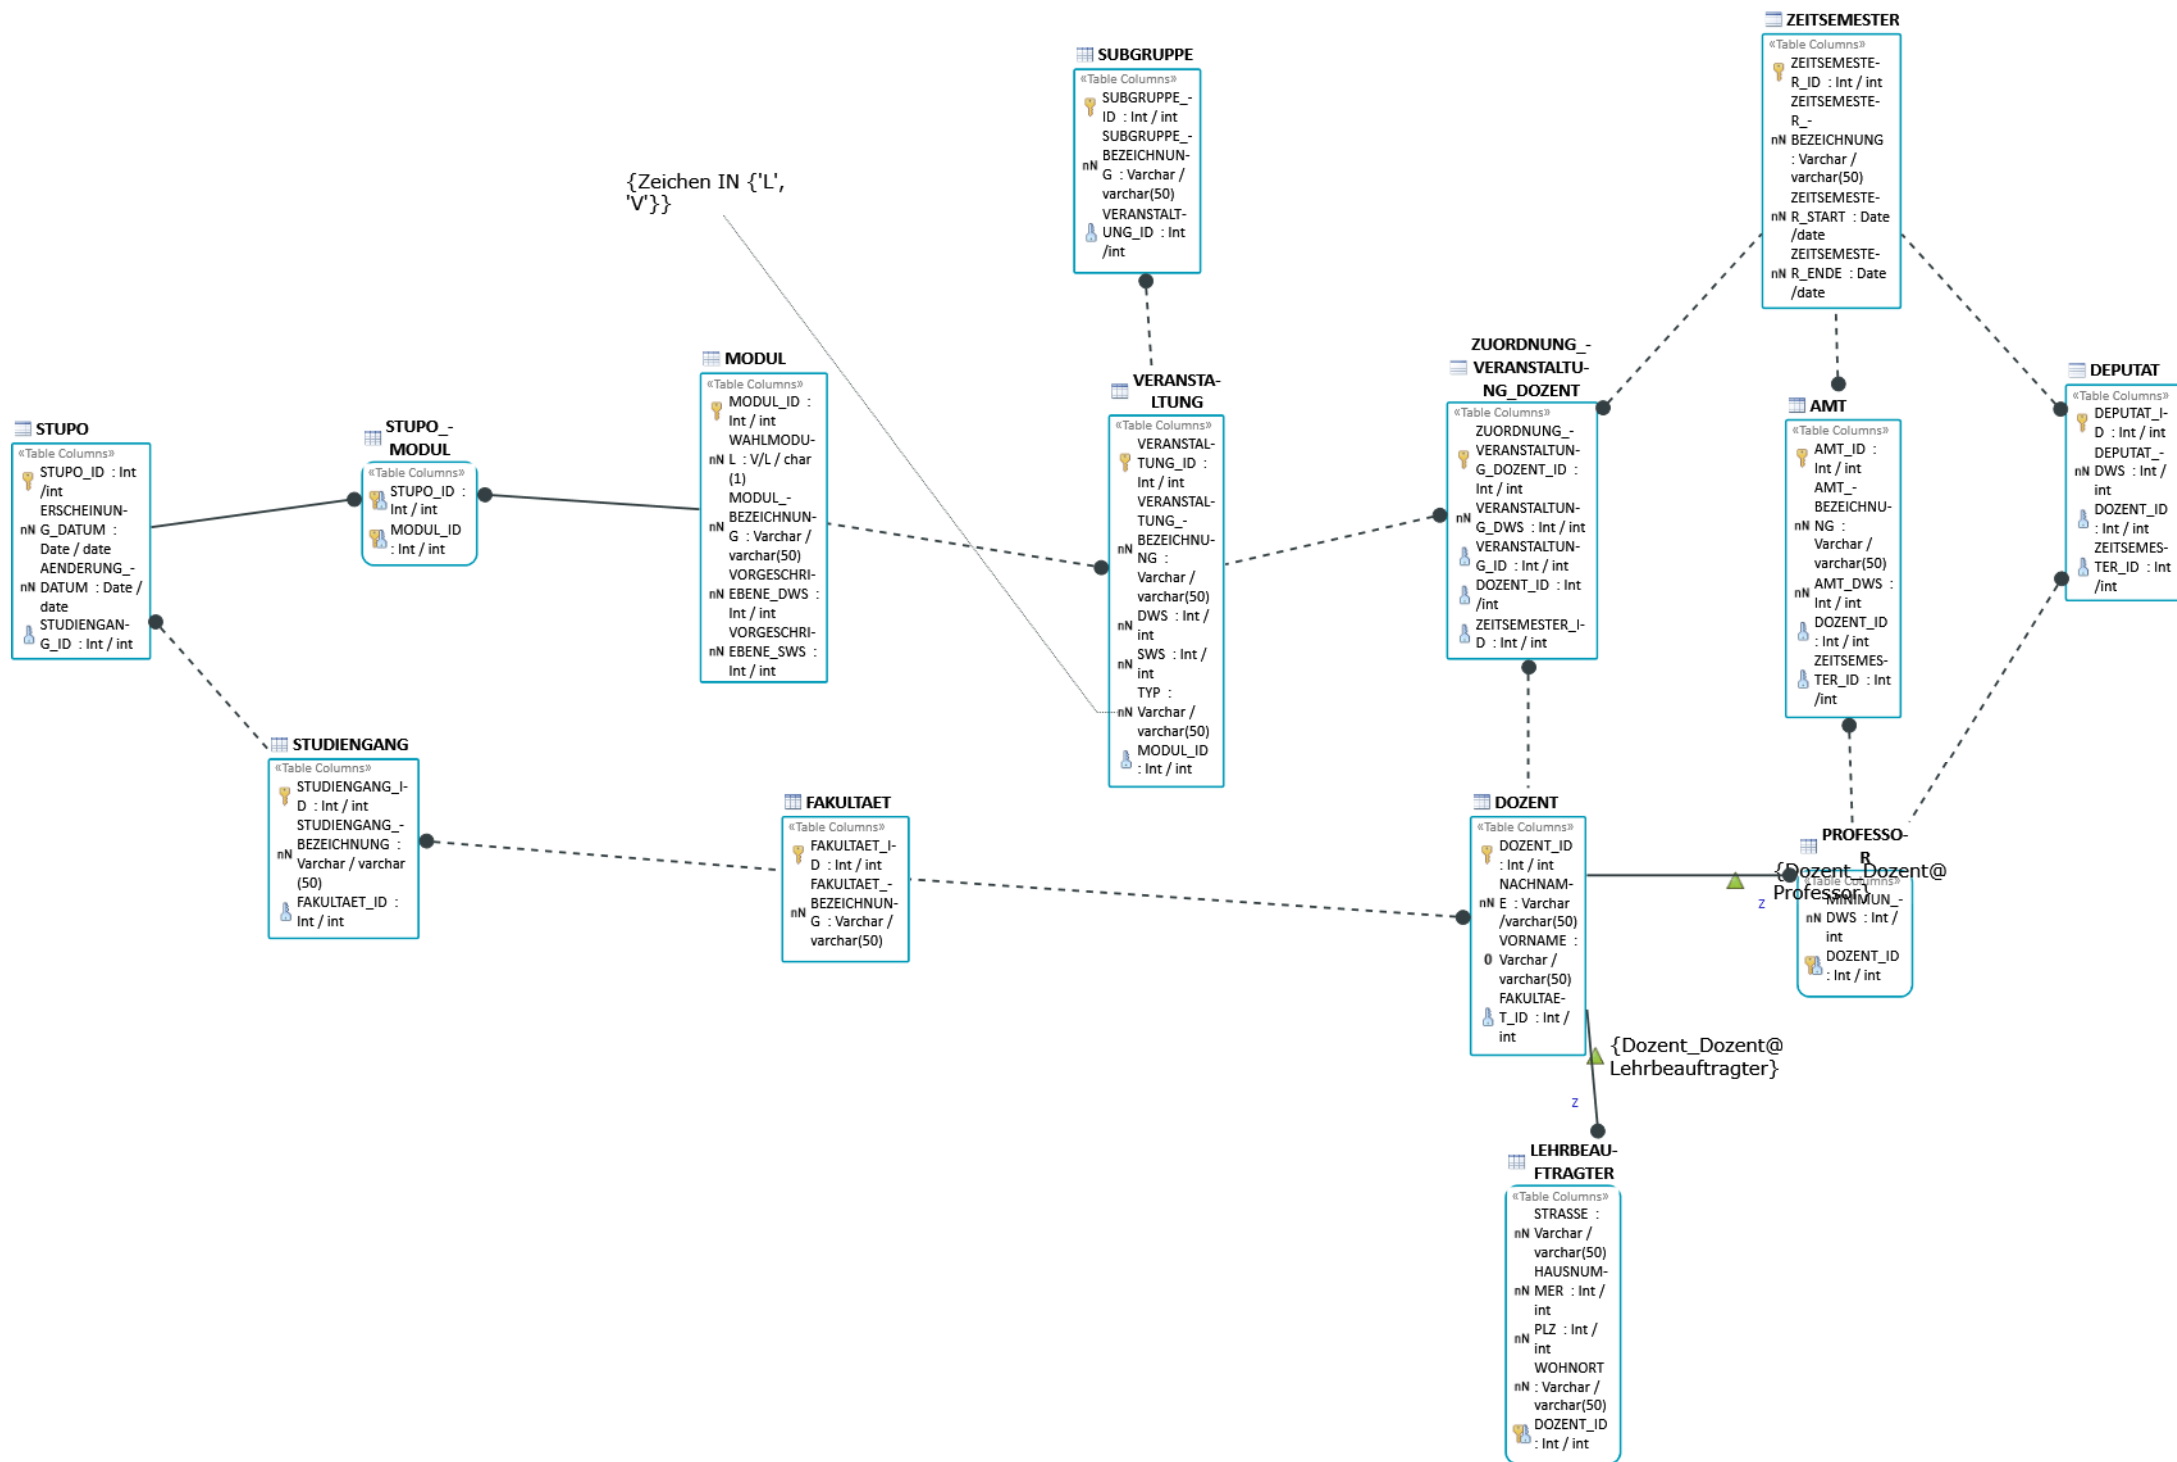 ZEITSEMESTER
«Table Columns»
ZEITSEMESTE-
R_ID : Int / int
ZEITSEMESTE-
R_-
nN BEZEICHNUNG
: Varchar /
varchar(50)
ZEITSEMESTE-
nN R_START : Date
/date
ZEITSEMESTE-
nN R_ENDE : Date
/date
SUBGRUPPE
«Table Columns»
SUBGRUPPE_-
ID : Int / int
SUBGRUPPE_-
nN BEZEICHNUN-
G : Varchar /
varchar(50)
VERANSTALT-
UNG_ID : Int
/int
{Zeichen IN {'L',
'V'}}
STUPO
«Table Columns»
STUPO_ID : Int
/int
ERSCHEINUN-
nN G_DATUM :
Date / date
AENDERUNG_-
nN DATUM : Date /
date
STUDIENGAN-
G_ID : Int / int
STUPO_-
MODUL
«Table Columns»
STUPO_ID :
Int / int
MODUL_ID
: Int / int
MODUL
«Table Columns»
MODUL_ID :
Int / int
WAHLMODU-
nN L : V/L / char
(1)
MODUL_-
nN BEZEICHNUN-
G : Varchar /
varchar(50)
VORGESCHRI-
nN EBENE_DWS :
Int / int
VORGESCHRI-
nN EBENE_SWS :
Int / int
VERANSTA-
LTUNG
«Table Columns»
VERANSTAL-
TUNG_ID :
Int / int
VERANSTAL-
TUNG_-
nN BEZEICHNU-
NG :
Varchar /
varchar(50)
nN DWS : Int /
int
nN SWS : Int /
int
TYP :
nN Varchar /
varchar(50)
MODUL_ID
: Int / int
ZUORDNUNG_-
VERANSTALTU-
NG_DOZENT
«Table Columns»
ZUORDNUNG_-
VERANSTALTUN-
G_DOZENT_ID :
Int / int
nN VERANSTALTUN-
G_DWS : Int / int
VERANSTALTUN-
G_ID : Int / int
DOZENT_ID : Int
/int
ZEITSEMESTER_I-
D : Int / int
AMT
«Table Columns»
AMT_ID :
Int / int
AMT_-
BEZEICHNU-
nN NG :
Varchar /
varchar(50)
nN AMT_DWS :
Int / int
DOZENT_ID
: Int / int
ZEITSEMES-
TER_ID : Int
/int
DEPUTAT
«Table Columns»
DEPUTAT_I-
D : Int / int
DEPUTAT_-
nN DWS : Int /
int
DOZENT_ID
: Int / int
ZEITSEMES-
TER_ID : Int
/int
STUDIENGANG
«Table Columns»
STUDIENGANG_I-
D : Int / int
STUDIENGANG_-
nN BEZEICHNUNG :
Varchar / varchar
(50)
FAKULTAET_ID :
Int / int
FAKULTAET
«Table Columns»
FAKULTAET_I-
D : Int / int
FAKULTAET_-
nN BEZEICHNUN-
G : Varchar /
varchar(50)
DOZENT
«Table Columns»
DOZENT_ID
: Int / int
NACHNAM-
nN E : Varchar
/varchar(50)
VORNAME :
0 Varchar /
varchar(50)
FAKULTAE-
T_ID : Int /
int
PROFESSO-
R
{Dozent_Dozent@
Professor}
«Table Columns»
z
MINIMUN_-
nN DWS : Int /
int
DOZENT_ID
: Int / int
{Dozent_Dozent@
Lehrbeauftragter}
z
LEHRBEAU-
FTRAGTER
«Table Columns»
STRASSE :
nN Varchar /
varchar(50)
HAUSNUM-
nN MER : Int /
int
nN PLZ : Int /
int
WOHNORT
nN : Varchar /
varchar(50)
DOZENT_ID
: Int / int